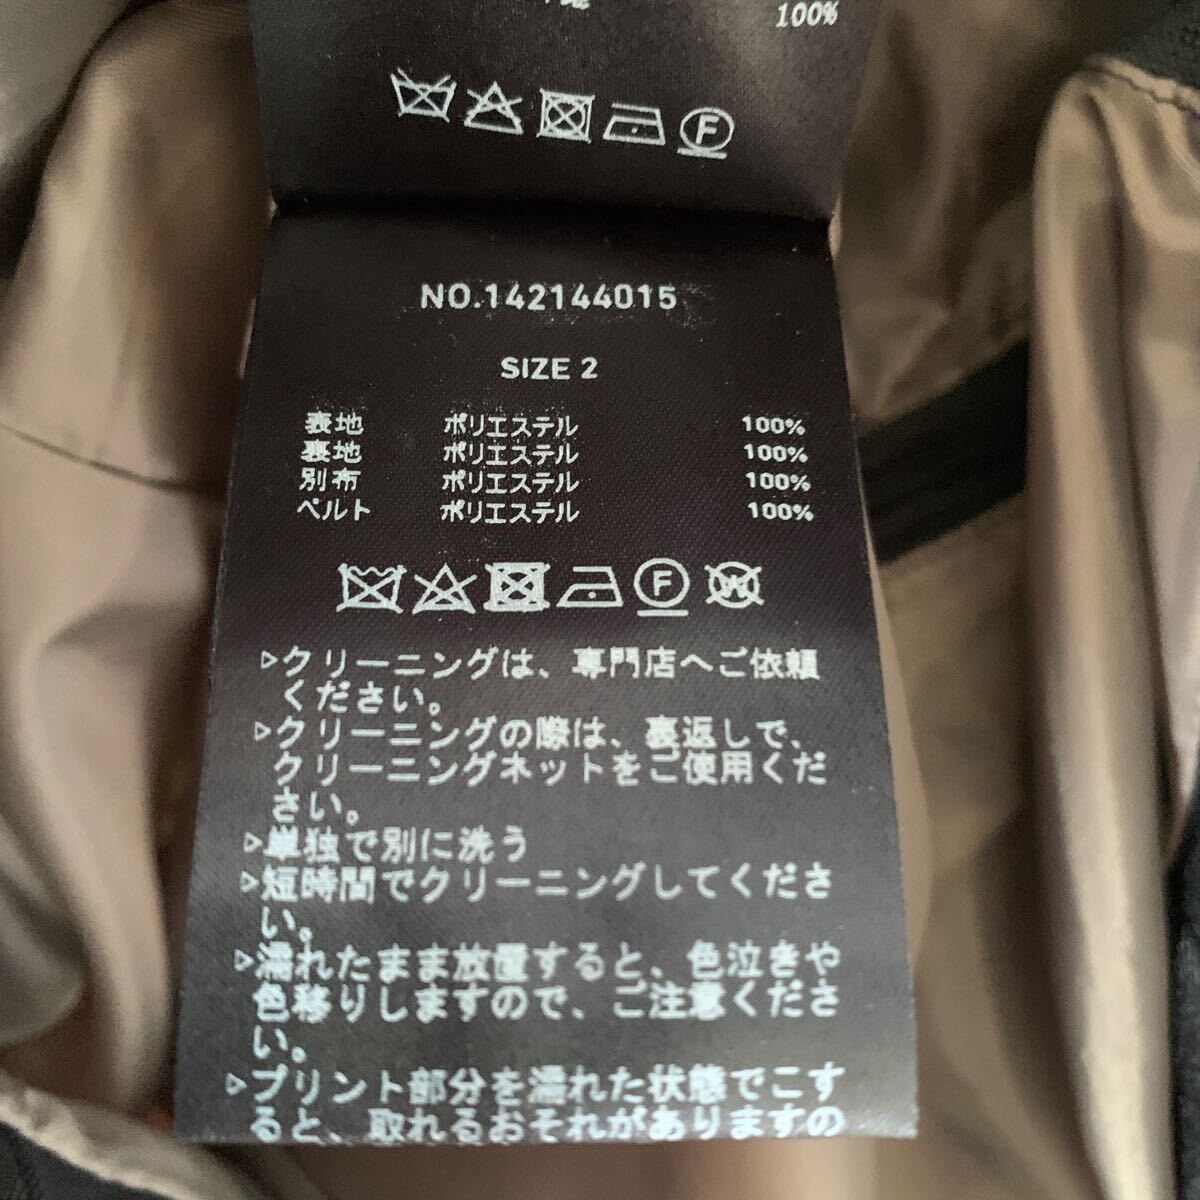 100%
F
NO.142144015
SIZE 2
表地 ポリエステル 100%
裏地 ポリエステル 100%
別布 ポリエステル 100%
ベルト ポリエステル 100%
F W
▷クリーニングは、専門店へご依頼
ください。
▷クリーニングの際は、裏返しで、
クリーニングネットをご使用くだ
さい。
▷単独で別に洗う
▷短時間でクリーニングしてくださ
い。
▷濡れたまま放置すると、色泣きや
色移りしますので、ご注意くださ
い。
▷プリント部分を濡れた状態でこす
ると、取れるおそれがありますの